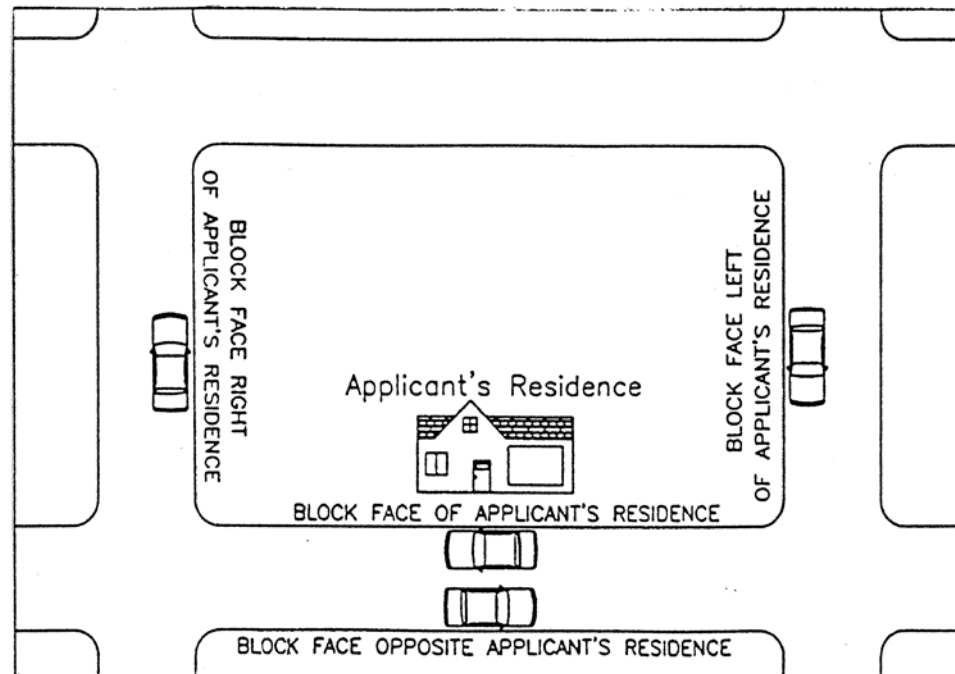 BLOCK FACE RIGHT
OF APPLICANT'S RESIDENCE
BLOCK FACE LEFT
OF APPLICANT'S RESIDENCE
Applicant's Residence
BLOCK FACE OF APPLICANT'S RESIDENCE
BLOCK FACE OPPOSITE APPLICANT'S RESIDENCE